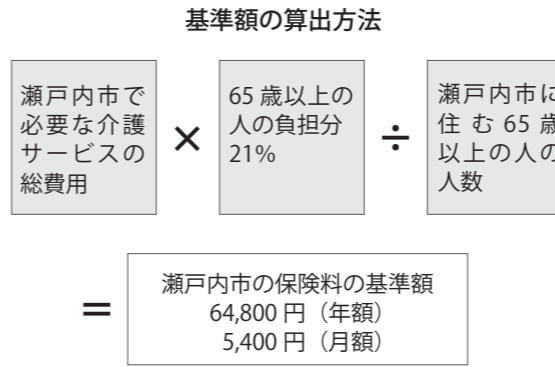 基準額の算出方法
瀬戸内市で
必要な介護
サービスの
総費用
×
65 歳以上の
人の負担分
21%
÷
瀬戸内市に
住 む 65 歳
以上の人の
人数
＝
瀬戸内市の保険料の基準額
64,800 円（年額）
5,400 円（月額）